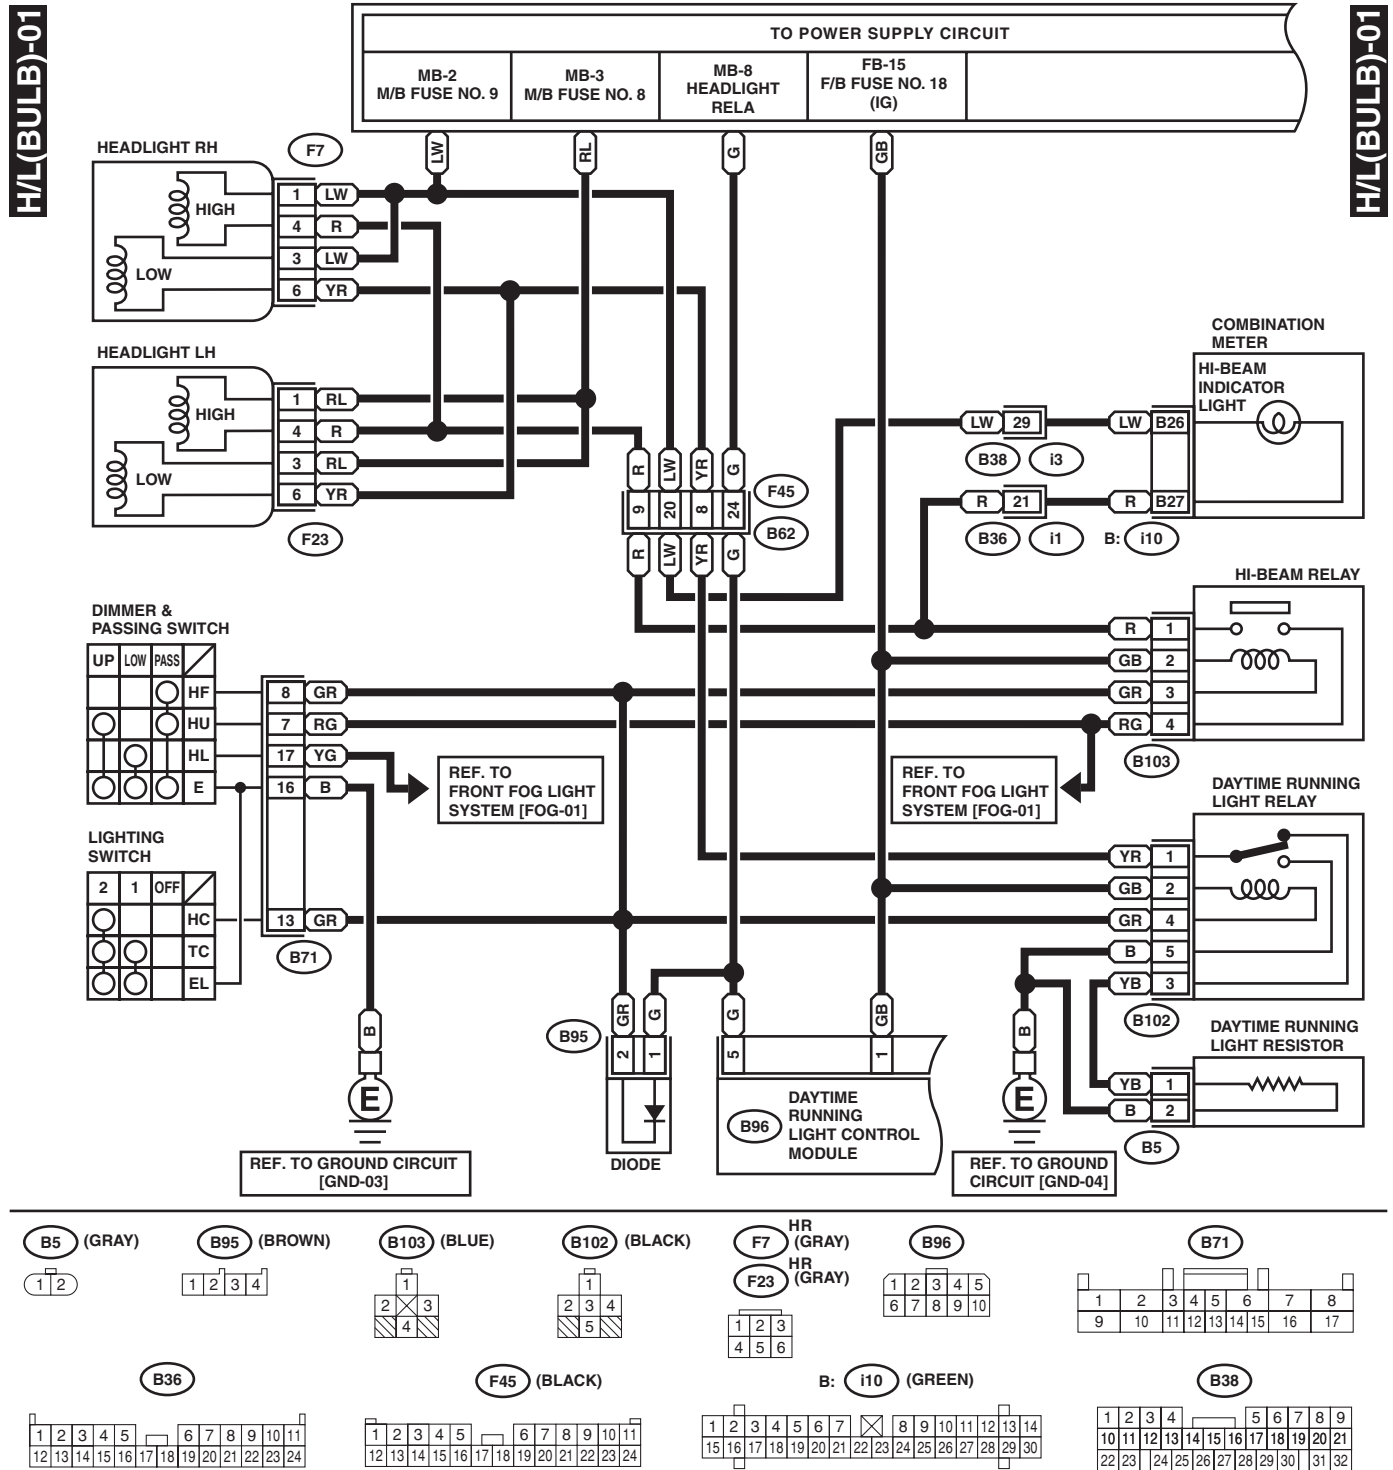 H/L(BULB)-01
H/L(BULB)-01
TO POWER SUPPLY CIRCUIT
MB-2
M/B FUSE NO. 9
MB-3
M/B FUSE NO. 8
MB-8
HEADLIGHT
RELA
FB-15
F/B FUSE NO. 18
(IG)
LW
RL
G
GB
HEADLIGHT RH
F7
HIGH
LOW
1 LW
4 R
3 LW
6 YR
HEADLIGHT LH
HIGH
LOW
1 RL
4 R
3 RL
6 YR
F23
R LW YR G
9 20 8 24
R LW YR G
F45
B62
COMBINATION
METER
HI-BEAM
INDICATOR
LIGHT
LW 29 LW B26
B38 i3
R 21 R B27
B36 i1 B: i10
DIMMER &
PASSING SWITCH
UP LOW PASS
HF
HU
HL
E
8 GR
7 RG
17 YG
16 B
13 GR
B71
LIGHTING
SWITCH
2 1 OFF
HC
TC
EL
REF. TO
FRONT FOG LIGHT
SYSTEM [FOG-01]
REF. TO
FRONT FOG LIGHT
SYSTEM [FOG-01]
HI-BEAM RELAY
R 1
GB 2
GR 3
RG 4
B103
DAYTIME RUNNING
LIGHT RELAY
YR 1
GB 2
GR 4
B 5
YB 3
B102
DAYTIME RUNNING
LIGHT RESISTOR
YB 1
B 2
B5
B
E
REF. TO GROUND CIRCUIT
[GND-03]
B95
GR G
2 1
DIODE
G GB
5 1
B96
DAYTIME
RUNNING
LIGHT CONTROL
MODULE
B
E
REF. TO GROUND
CIRCUIT [GND-04]
B5 (GRAY)
1 2
B95 (BROWN)
1 2 3 4
B103 (BLUE)
1
2 3
4
B102 (BLACK)
1
2 3 4
5
F7 HR (GRAY)
F23 HR (GRAY)
1 2 3
4 5 6
B96
1 2 3 4 5
6 7 8 9 10
B71
1 2 3 4 5 6 7 8
9 10 11 12 13 14 15 16 17
B36
1 2 3 4 5 6 7 8 9 10 11
12 13 14 15 16 17 18 19 20 21 22 23 24
F45 (BLACK)
1 2 3 4 5 6 7 8 9 10 11
12 13 14 15 16 17 18 19 20 21 22 23 24
B: i10 (GREEN)
1 2 3 4 5 6 7 8 9 10 11 12 13 14
15 16 17 18 19 20 21 22 23 24 25 26 27 28 29 30
B38
1 2 3 4 5 6 7 8 9
10 11 12 13 14 15 16 17 18 19 20 21
22 23 24 25 26 27 28 29 30 31 32